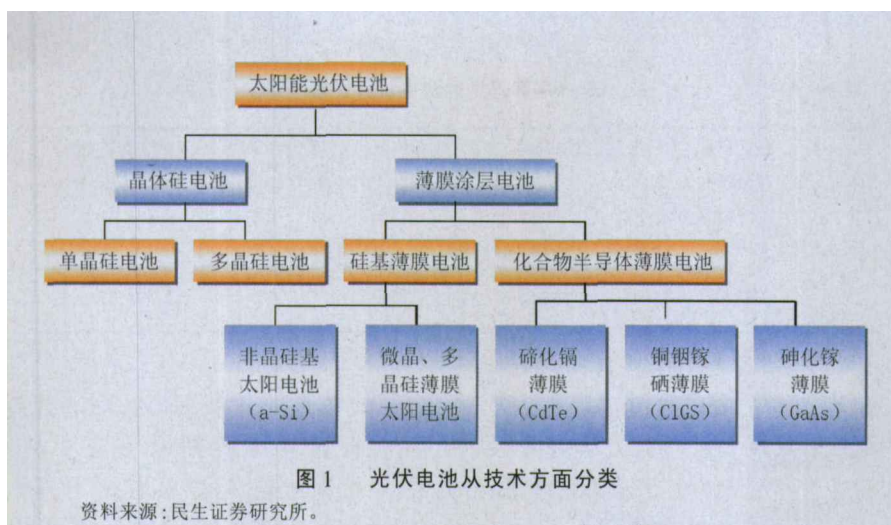 太阳能光伏电池
晶体硅电池
薄膜涂层电池
单晶硅电池
多晶硅电池
硅基薄膜电池
化合物半导体薄膜电池
非晶硅基
太阳电池
(a-Si)
微晶、多
晶硅薄膜
太阳电池
碲化镉
薄膜
(CdTe)
铜铟镓
硒薄膜
(C1GS)
砷化镓
薄膜
(GaAs)
图1 光伏电池从技术方面分类
资料来源:民生证券研究所。